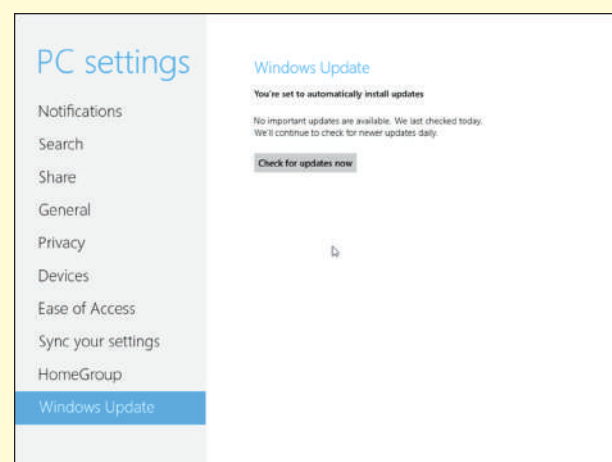 PC settings
Notifications
Search
Share
General
Privacy
Devices
Ease of Access
Sync your settings
HomeGroup
Windows Update
Windows Update
You're set to automatically install updates
No important updates are available. We last checked today.
We'll continue to check for newer updates daily.
Check for updates now